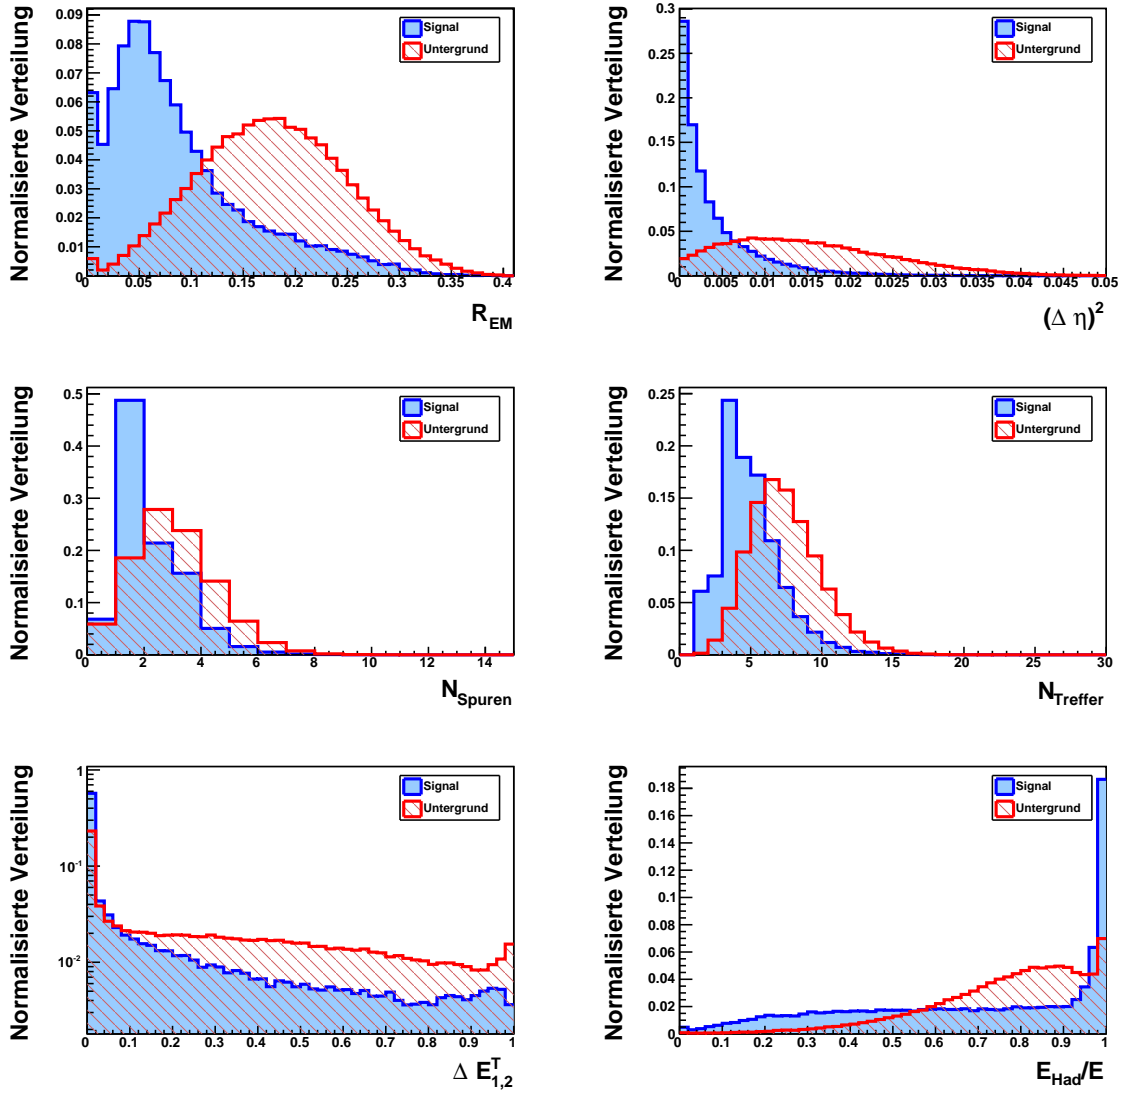 Normalisierte Verteilung
0.09
0.08
0.07
0.06
0.05
0.04
0.03
0.02
0.01
0
Signal
Untergrund
0 0.05 0.1 0.15 0.2 0.25 0.3 0.35 0.4
R_EM
Normalisierte Verteilung
0.3
0.25
0.2
0.15
0.1
0.05
0
Signal
Untergrund
0 0.005 0.01 0.015 0.02 0.025 0.03 0.035 0.04 0.045 0.05
(Δ η)²
Normalisierte Verteilung
0.5
0.4
0.3
0.2
0.1
0
Signal
Untergrund
0 2 4 6 8 10 12 14
N_Spuren
Normalisierte Verteilung
0.25
0.2
0.15
0.1
0.05
0
Signal
Untergrund
0 5 10 15 20 25 30
N_Treffer
Normalisierte Verteilung
1
10⁻¹
10⁻²
Signal
Untergrund
0 0.1 0.2 0.3 0.4 0.5 0.6 0.7 0.8 0.9 1
Δ E^T_1,2
Normalisierte Verteilung
0.18
0.16
0.14
0.12
0.1
0.08
0.06
0.04
0.02
0
Signal
Untergrund
0 0.1 0.2 0.3 0.4 0.5 0.6 0.7 0.8 0.9 1
E_Had/E